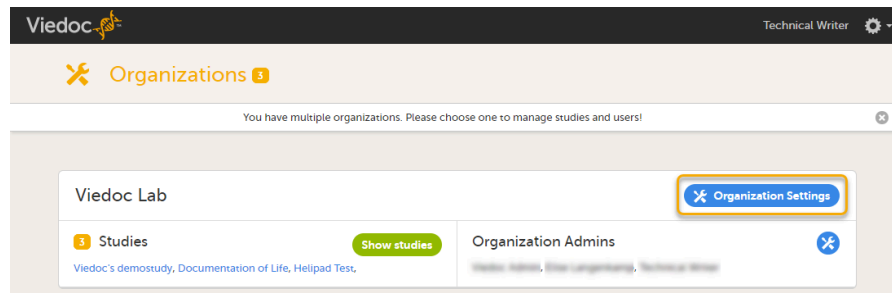 Viedoc
Technical Writer
Organizations 3
You have multiple organizations. Please choose one to manage studies and users!
Viedoc Lab
Organization Settings
3 Studies
Show studies
Organization Admins
Viedoc's demostudy, Documentation of Life, Helipad Test,